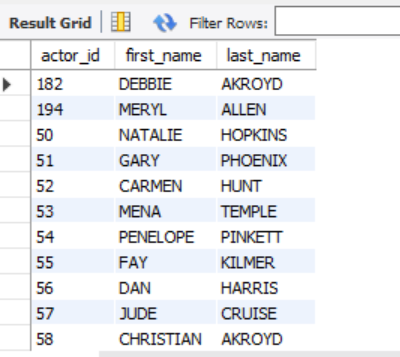 Result Grid Filter Rows:
actor_id first_name last_name
182 DEBBIE AKROYD
194 MERYL ALLEN
50 NATALIE HOPKINS
51 GARY PHOENIX
52 CARMEN HUNT
53 MENA TEMPLE
54 PENELOPE PINKETT
55 FAY KILMER
56 DAN HARRIS
57 JUDE CRUISE
58 CHRISTIAN AKROYD